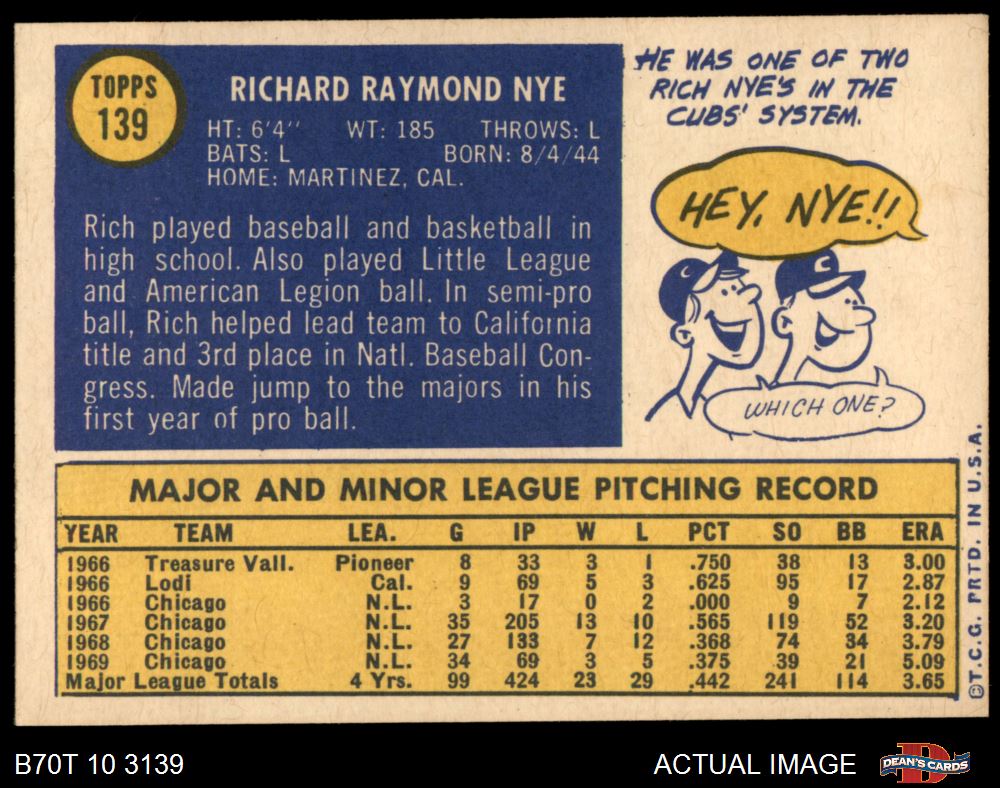 TOPPS
139
RICHARD RAYMOND NYE
HT: 6'4" WT: 185 THROWS: L
BATS: L BORN: 8/4/44
HOME: MARTINEZ, CAL.
Rich played baseball and basketball in
high school. Also played Little League
and American Legion ball. In semi-pro
ball, Rich helped lead team to California
title and 3rd place in Natl. Baseball Con-
gress. Made jump to the majors in his
first year of pro ball.
HE WAS ONE OF TWO
RICH NYE'S IN THE
CUBS' SYSTEM.
HEY, NYE!!
C
WHICH ONE?
MAJOR AND MINOR LEAGUE PITCHING RECORD
YEAR TEAM LEA. G IP W L PCT SO BB ERA
1966 Treasure Vall. Pioneer 8 33 3 1 .750 38 13 3.00
1966 Lodi Cal. 9 69 5 3 .625 95 17 2.87
1966 Chicago N.L. 3 17 0 2 .000 9 7 2.12
1967 Chicago N.L. 35 205 13 10 .565 119 52 3.20
1968 Chicago N.L. 27 133 7 12 .368 74 34 3.79
1969 Chicago N.L. 34 69 3 5 .375 39 21 5.09
Major League Totals 4 Yrs. 99 424 23 29 .442 241 114 3.65
©T.C.G. PRTD. IN U.S.A.
B70T 10 3139
ACTUAL IMAGE
D
DEAN'S CARDS